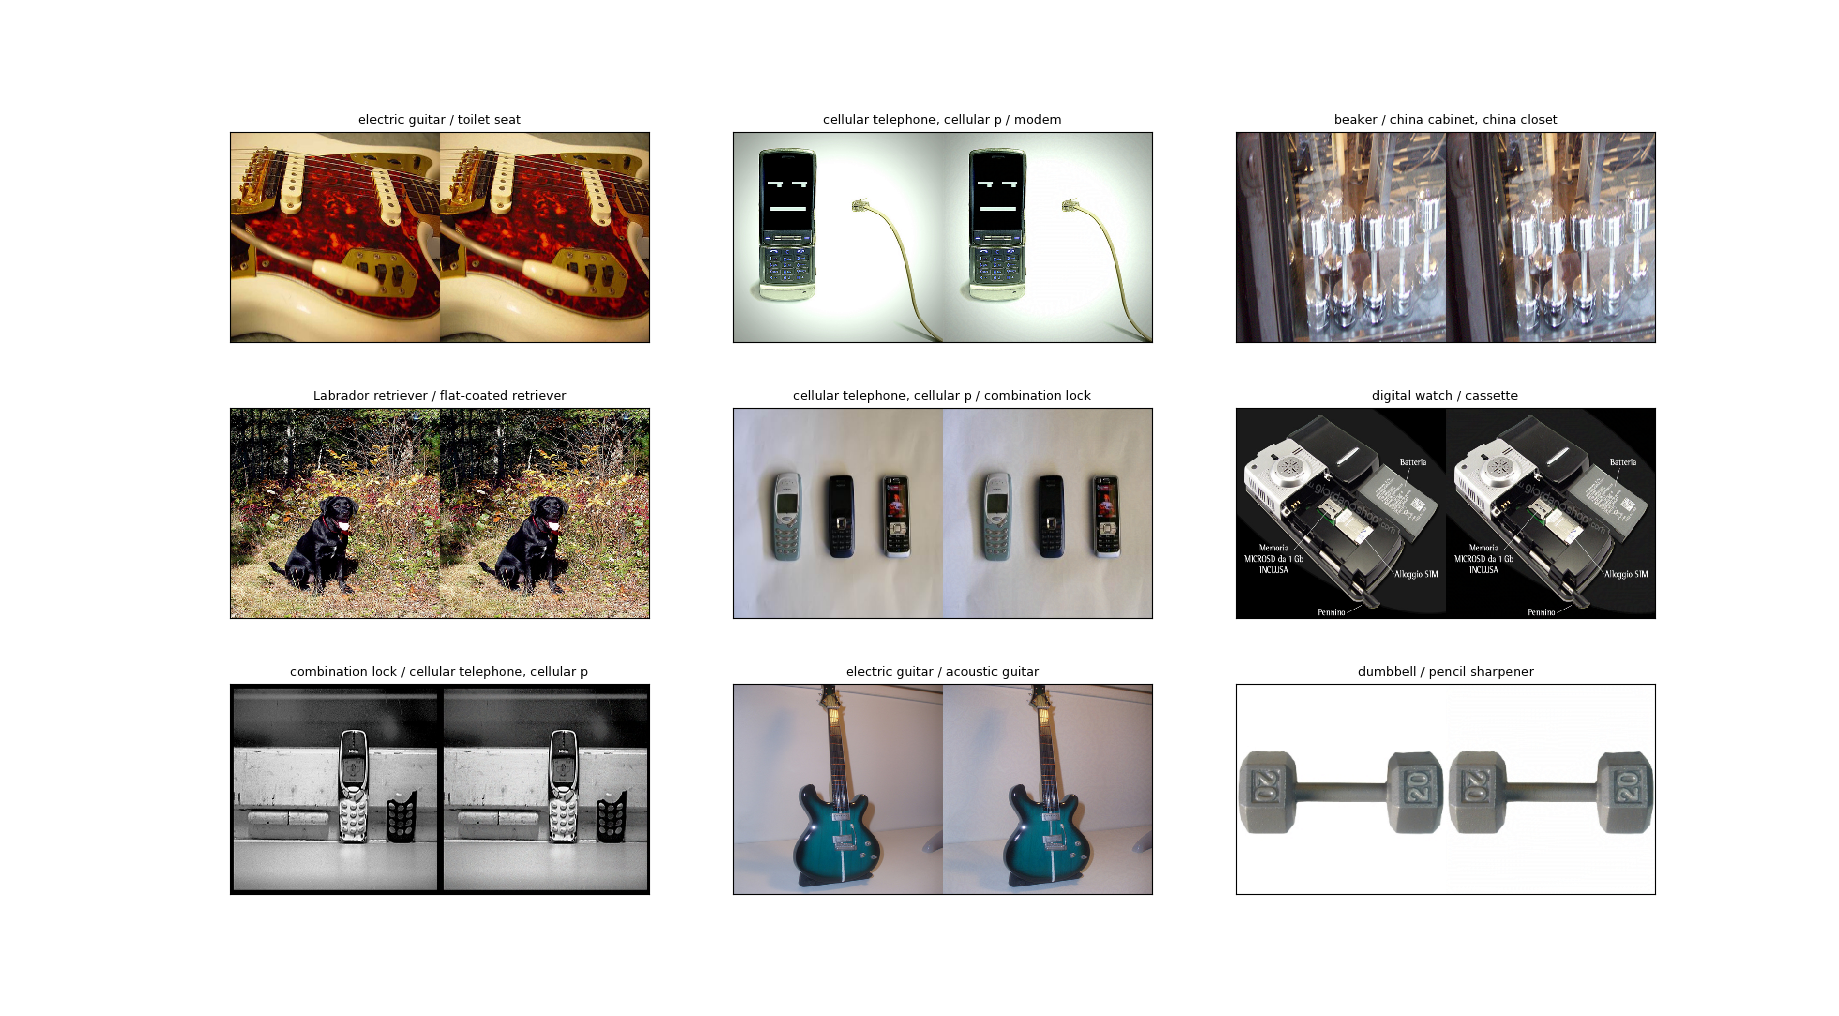 electric guitar / toilet seat
cellular telephone, cellular p / modem
beaker / china cabinet, china closet
Labrador retriever / flat-coated retriever
cellular telephone, cellular p / combination lock
digital watch / cassette
Batteria
Batteria
Memoria
MICROSD da 1 Gb
INCLUSA
Memoria
MICROSD da 1 Gb
INCLUSA
Alloggio SIM
Alloggio SIM
Pennino
Pennino
combination lock / cellular telephone, cellular p
electric guitar / acoustic guitar
dumbbell / pencil sharpener
20
20
20
20